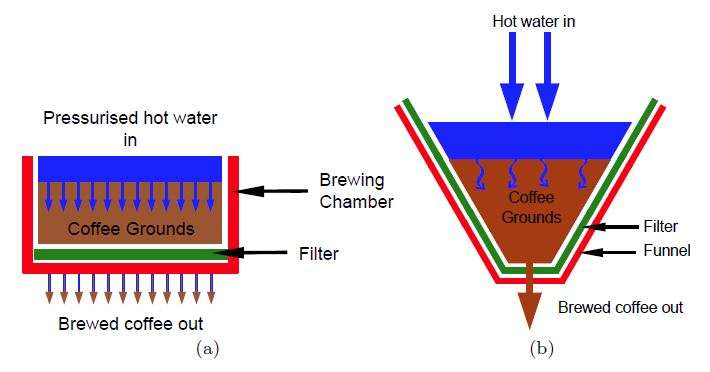 Pressurised hot water
in
Coffee Grounds
Brewing
Chamber
Filter
Brewed coffee out
(a)
Hot water in
Coffee
Grounds
Filter
Funnel
Brewed coffee out
(b)